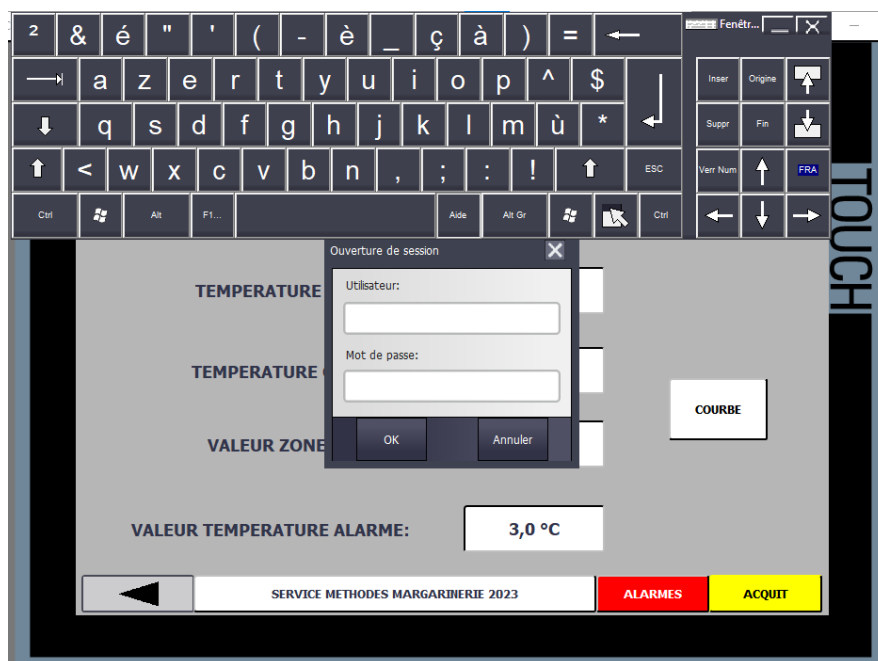 ² & é " ' ( - è _ ç à ) =
Fenêtr...
a z e r t y u i o p ^ $
Inser Origine
q s d f g h j k l m ù *
Suppr Fin
< w x c v b n , ; : ! ESC
Verr Num FRA
Ctrl Alt F1... Aide Alt Gr Ctrl
TOUCH
Ouverture de session
Utilisateur:
Mot de passe:
OK Annuler
TEMPERATURE
TEMPERATURE
COURBE
VALEUR ZONE
VALEUR TEMPERATURE ALARME: 3,0 °C
SERVICE METHODES MARGARINERIE 2023 ALARMES ACQUIT